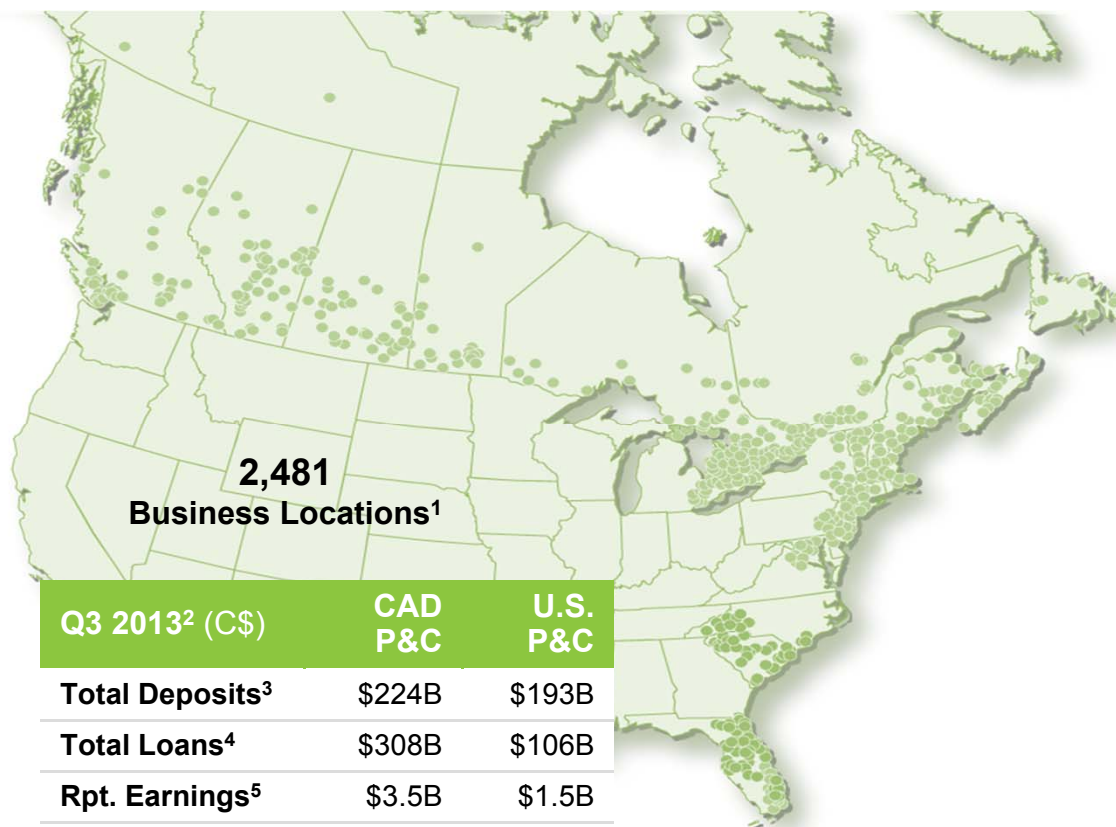 2,481
Business Locations¹
Q3 2013² (C$) CAD P&C U.S. P&C
Total Deposits³ $224B $193B
Total Loans⁴ $308B $106B
Rpt. Earnings⁵ $3.5B $1.5B